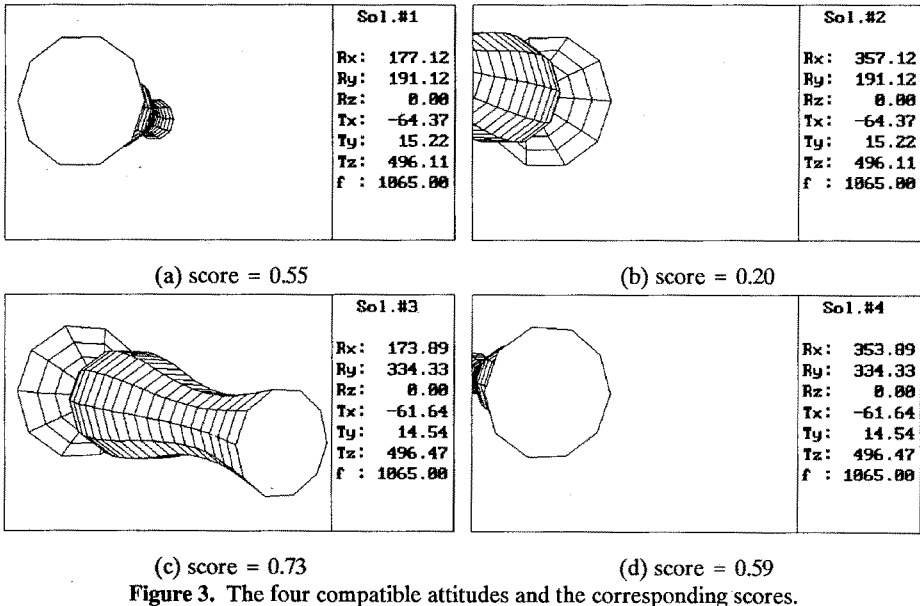 Sol.#1
Rx: 177.12
Ry: 191.12
Rz: 0.00
Tx: -64.37
Ty: 15.22
Tz: 496.11
f : 1065.00
(a) score = 0.55
Sol.#2
Rx: 357.12
Ry: 191.12
Rz: 0.00
Tx: -64.37
Ty: 15.22
Tz: 496.11
f : 1065.00
(b) score = 0.20
Sol.#3
Rx: 173.89
Ry: 334.33
Rz: 0.00
Tx: -61.64
Ty: 14.54
Tz: 496.47
f : 1065.00
(c) score = 0.73
Sol.#4
Rx: 353.89
Ry: 334.33
Rz: 0.00
Tx: -61.64
Ty: 14.54
Tz: 496.47
f : 1065.00
(d) score = 0.59
Figure 3. The four compatible attitudes and the corresponding scores.